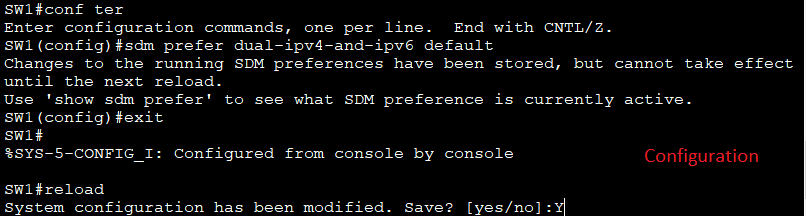 SW1#conf ter
Enter configuration commands, one per line.  End with CNTL/Z.
SW1(config)#sdm prefer dual-ipv4-and-ipv6 default
Changes to the running SDM preferences have been stored, but cannot take effect
until the next reload.
Use 'show sdm prefer' to see what SDM preference is currently active.
SW1(config)#exit
SW1#
%SYS-5-CONFIG_I: Configured from console by console
Configuration
SW1#reload
System configuration has been modified. Save? [yes/no]:Y